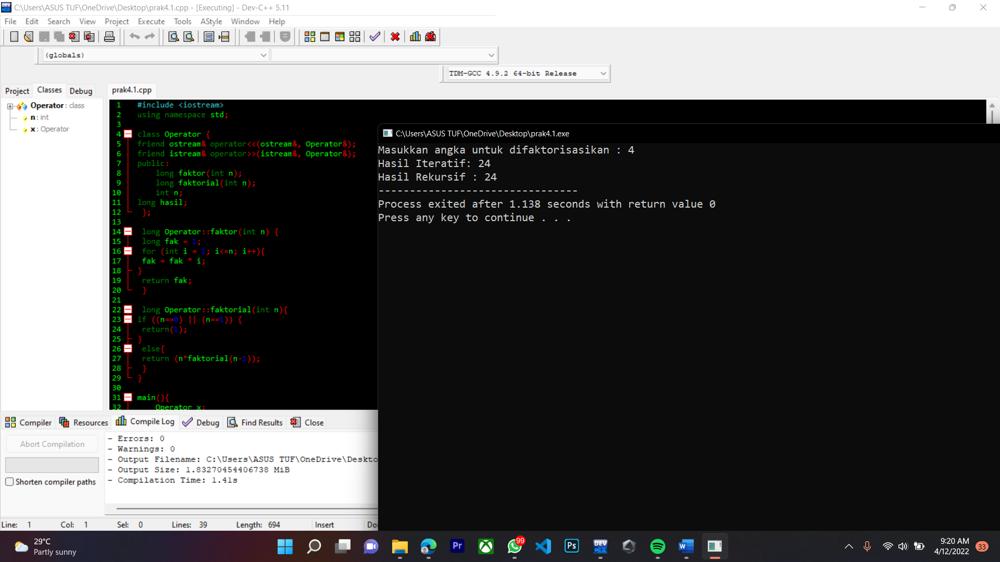 C:\Users\ASUS TUF\OneDrive\Desktop\prak4.1.cpp - [Executing] - Dev-C++ 5.11
File Edit Search View Project Execute Tools AStyle Window Help
(globals)
TDM-GCC 4.9.2 64-bit Release
Project Classes Debug
prak4.1.cpp
Operator : class
n : int
x : Operator
1 #include <iostream>
2 using namespace std;
3
4 class Operator {
5 friend ostream& operator<<(ostream&, Operator&);
6 friend istream& operator>>(istream&, Operator&);
7 public:
8 long faktor(int n);
9 long faktorial(int n);
10 int n;
11 long hasil;
12 };
13
14 long Operator::faktor(int n) {
15 long fak = 1;
16 for (int i = 1; i<=n; i++){
17 fak = fak * i;
18 }
19 return fak;
20 }
21
22 long Operator::faktorial(int n){
23 if ((n==0) || (n==1)) {
24 return(1);
25 }
26 else{
27 return (n*faktorial(n-1));
28 }
29 }
30
31 main(){
32 Operator x;
C:\Users\ASUS TUF\OneDrive\Desktop\prak4.1.exe
Masukkan angka untuk difaktorisasikan : 4
Hasil Iteratif: 24
Hasil Rekursif : 24
--------------------------------
Process exited after 1.138 seconds with return value 0
Press any key to continue . . .
Compiler Resources Compile Log Debug Find Results Close
Abort Compilation
Shorten compiler paths
- Errors: 0
- Warnings: 0
- Output Filename: C:\Users\ASUS TUF\OneDrive\Deskto
- Output Size: 1.83270454406738 MiB
- Compilation Time: 1.41s
Line: 1 Col: 1 Sel: 0 Lines: 39 Length: 694 Insert Do
29°C
Partly sunny
Pr
99
Ps
DEV
W
9:20 AM
4/12/2022
33